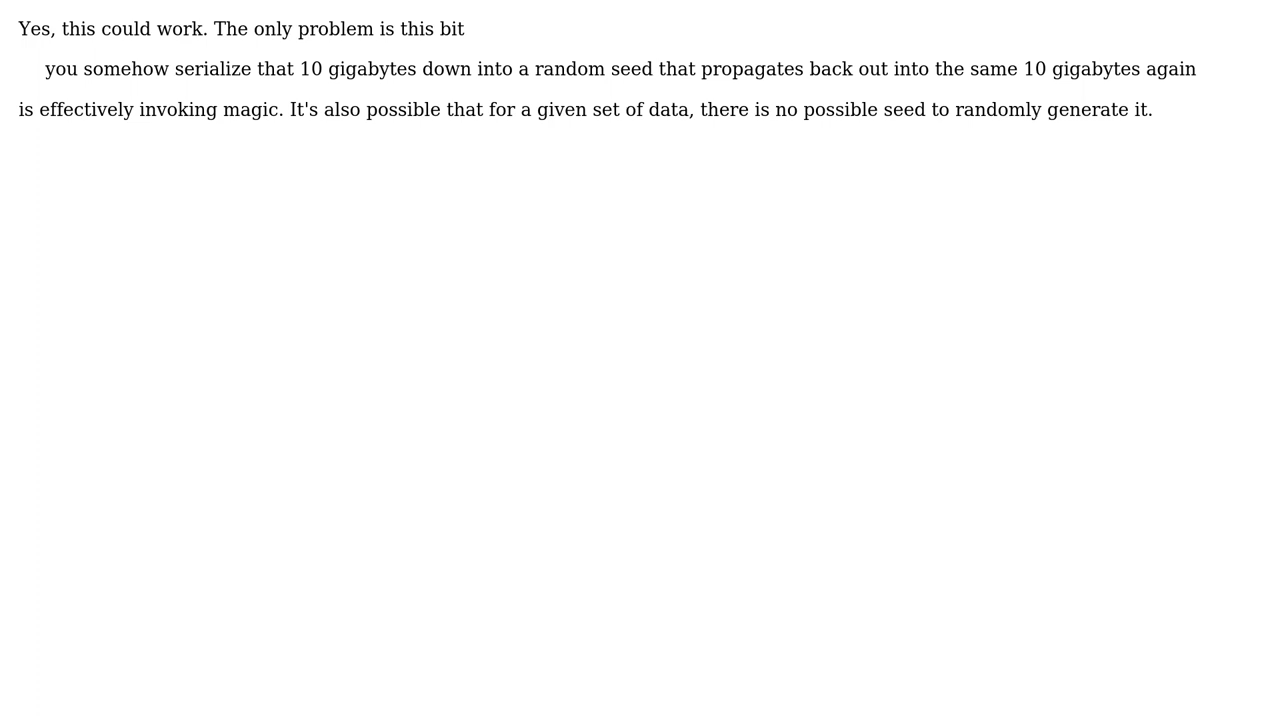 Yes, this could work. The only problem is this bit
you somehow serialize that 10 gigabytes down into a random seed that propagates back out into the same 10 gigabytes again
is effectively invoking magic. It's also possible that for a given set of data, there is no possible seed to randomly generate it.